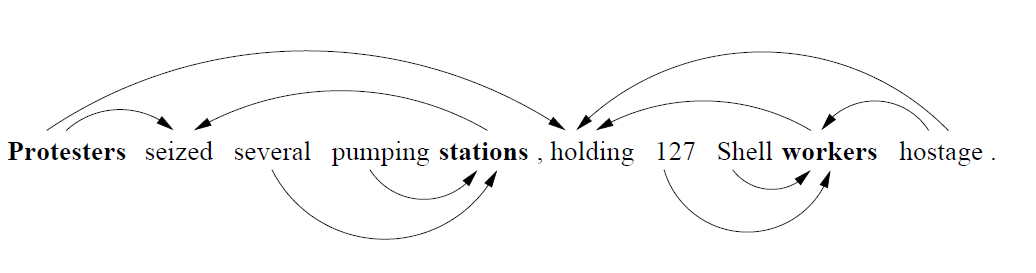 Protesters seized several pumping stations , holding 127 Shell workers hostage .